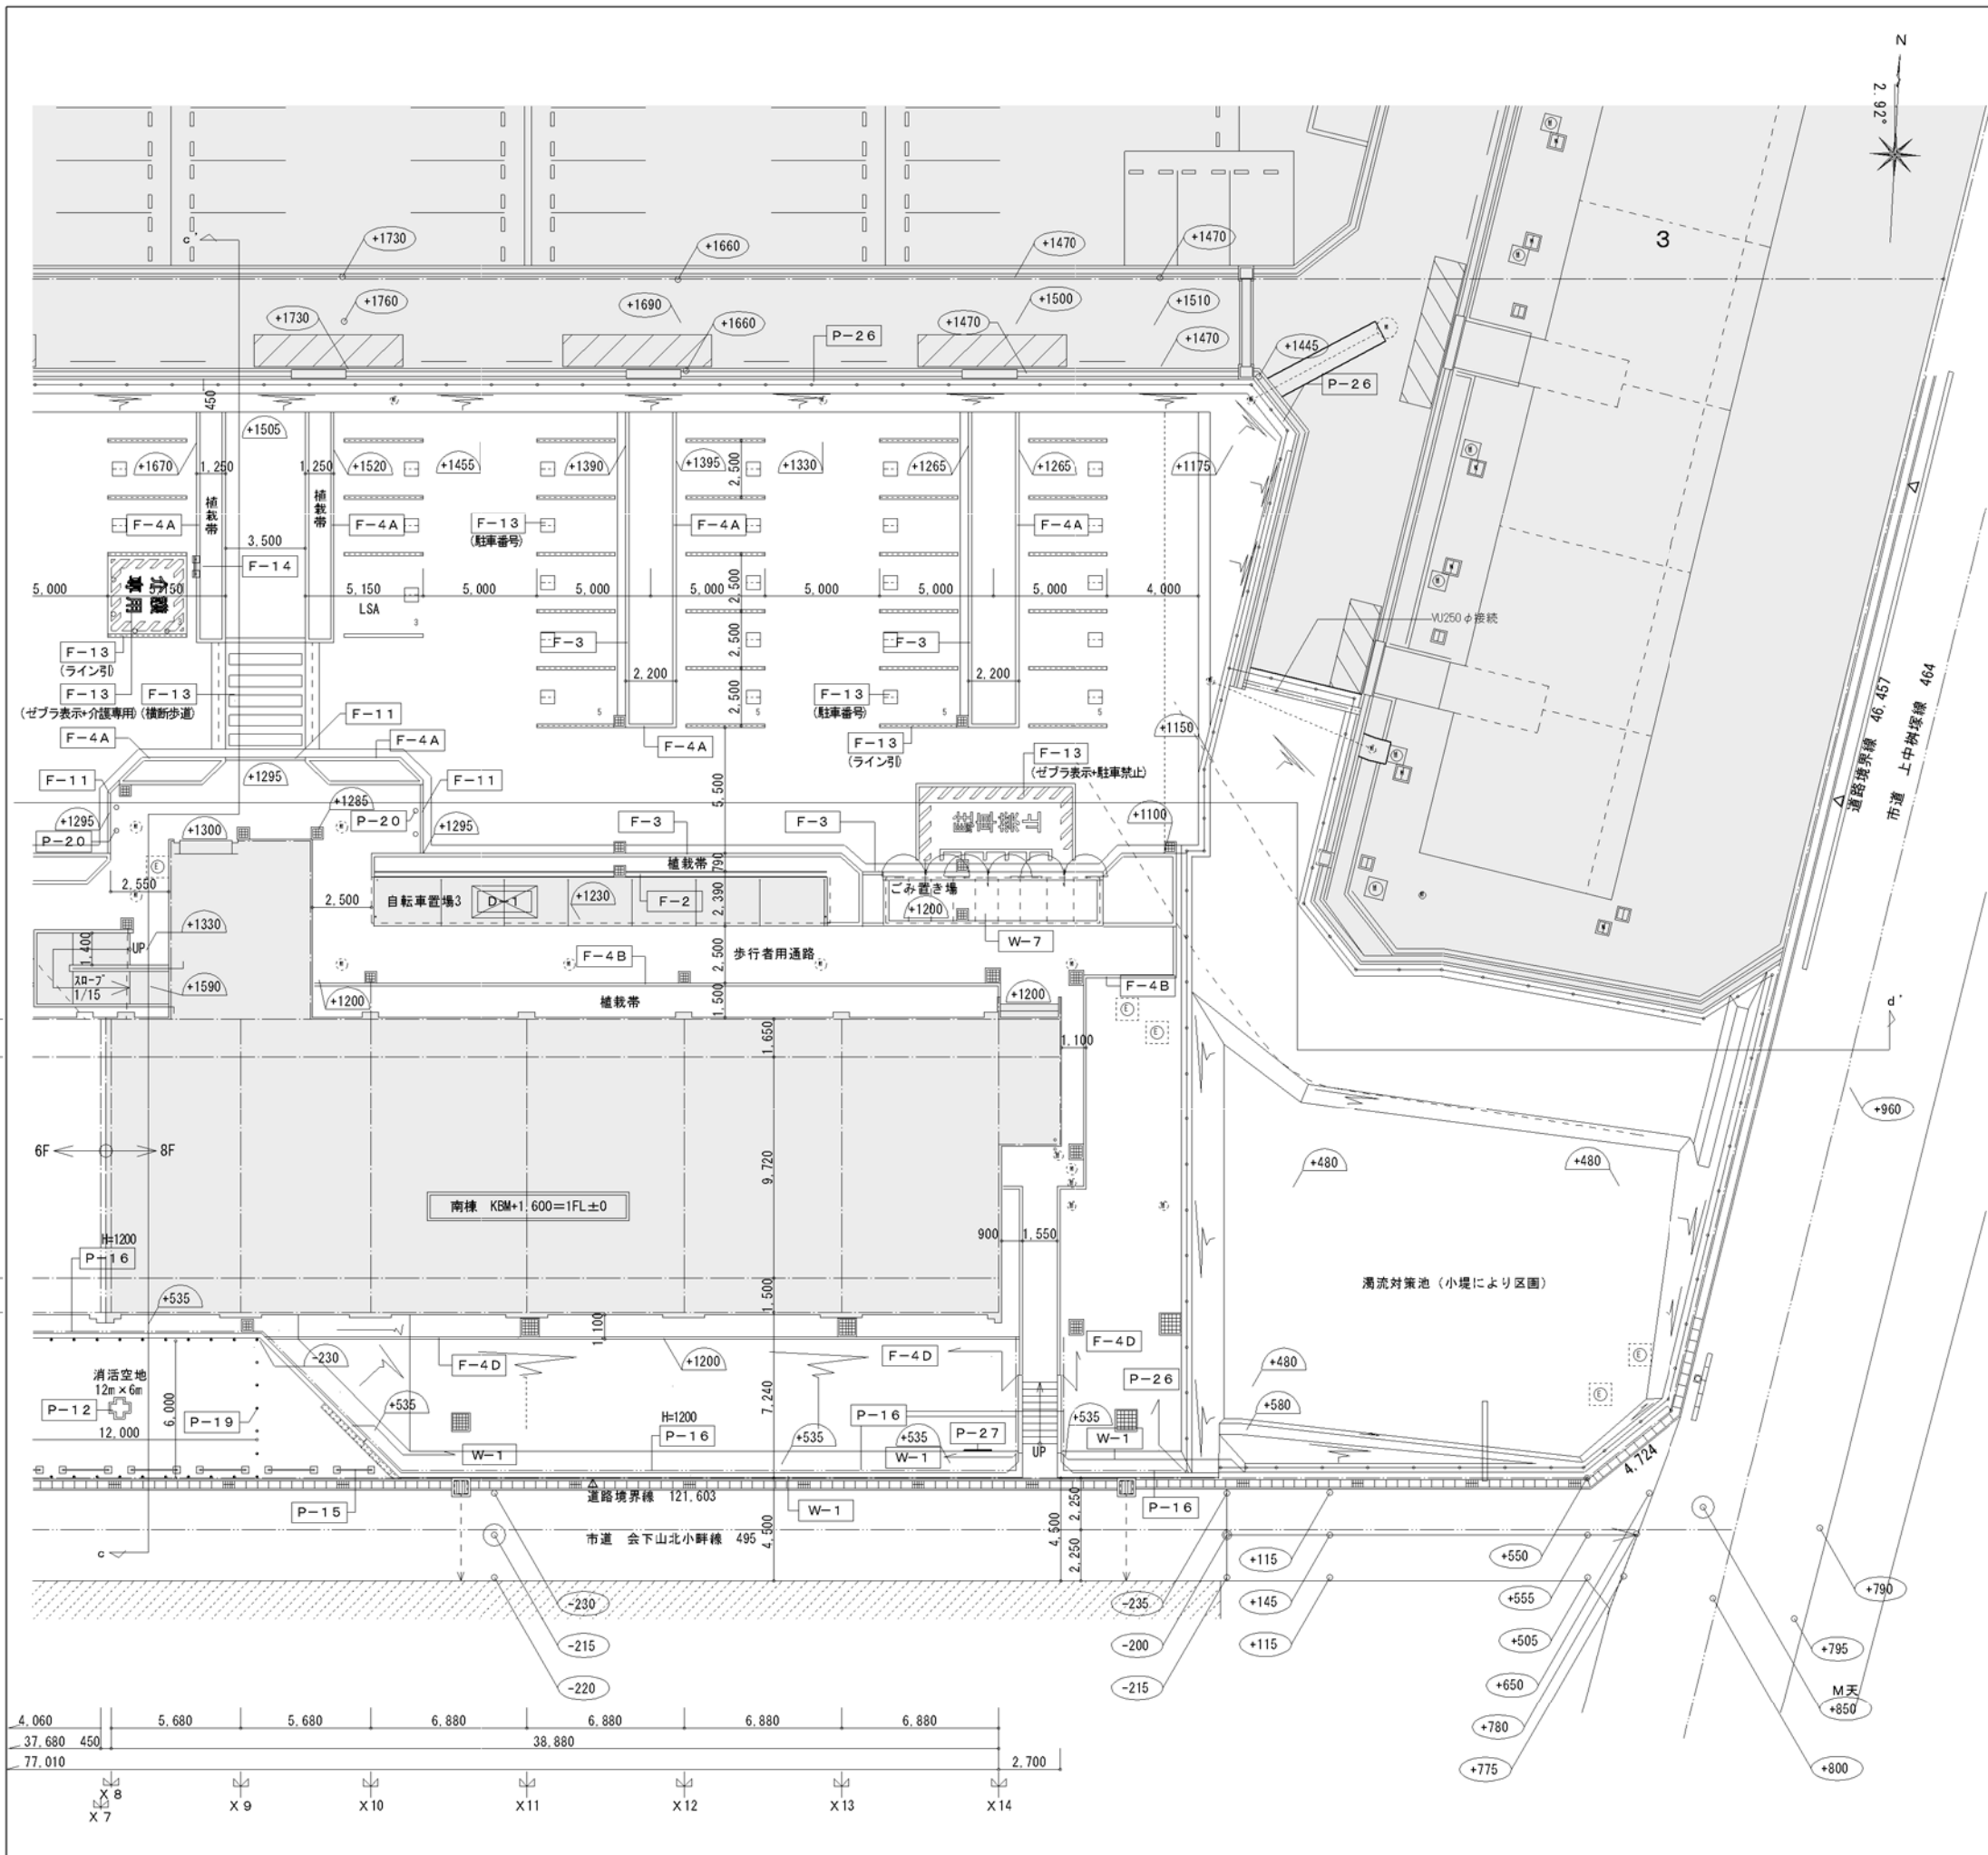 N
2.92°
3
c'
+1730
+1660
+1470
+1470
+1760
+1730
+1690
+1660
+1500
+1470
+1510
+1470
P-26
+1445
P-26
450
+1505
+1670
1,250
1,250
+1520
+1455
+1390
+1395
2,500
+1330
+1265
+1265
+1175
植栽帯
植栽帯
F-4A
F-4A
F-13
(駐車番号)
F-4A
F-4A
3,500
F-14
5,000
介護専用
5,150
5,150
LSA
3
3
5,000
5,000
5,000
5,000
5,000
5,000
4,000
2,500
2,500
2,500
VU250φ接続
F-13
(ライン引)
F-3
F-3
F-13
F-13
(ゼブラ表示+介護専用)
(横断歩道)
2,200
2,200
F-13
(駐車番号)
5
5
5
5
F-11
F-4A
F-4A
F-4A
F-13
(ライン引)
F-13
(ゼブラ表示+駐車禁止)
+1150
F-11
+1295
F-11
5,500
駐車禁止
道路境界線 46,457
市道 上中桝塚線 464
+1295
+1285
P-20
+1295
F-3
F-3
+1100
P-20
+1300
E
植栽帯
790
2,550
2,500
自転車置場3
D-1
+1230
F-2
2,390
ごみ置き場
+1200
W-7
+1330
1,400
UP
スロープ
1/15
+1590
F-4B
歩行者用通路
2,500
F-4B
+1200
植栽帯
1,500
+1200
E
E
d'
1,650
1,100
+960
6F
8F
9,720
+480
+480
南棟 KBM+1,600=1FL±0
900
1,550
H=1200
P-16
濁流対策池(小堤により区画)
+535
1,500
1,100
E
-230
F-4D
+1200
F-4D
F-4D
+480
消活空地
12m×6m
P-12
6,000
P-19
12,000
+535
7,240
P-26
E
+580
H=1200
P-16
P-16
P-27
+535
+535
+535
W-1
W-1
W-1
UP
4,724
P-15
道路境界線 121,603
W-1
P-16
市道 会下山北小畔線 495
4,500
4,500
2,250
2,250
c
+115
+550
-230
-235
+145
+555
+790
-215
-200
+115
+505
+795
-220
-215
+650
M天
+850
+780
+775
+800
4,060
5,680
5,680
6,880
6,880
6,880
6,880
37,680
450
38,880
77,010
2,700
X8
X7
X9
X10
X11
X12
X13
X14